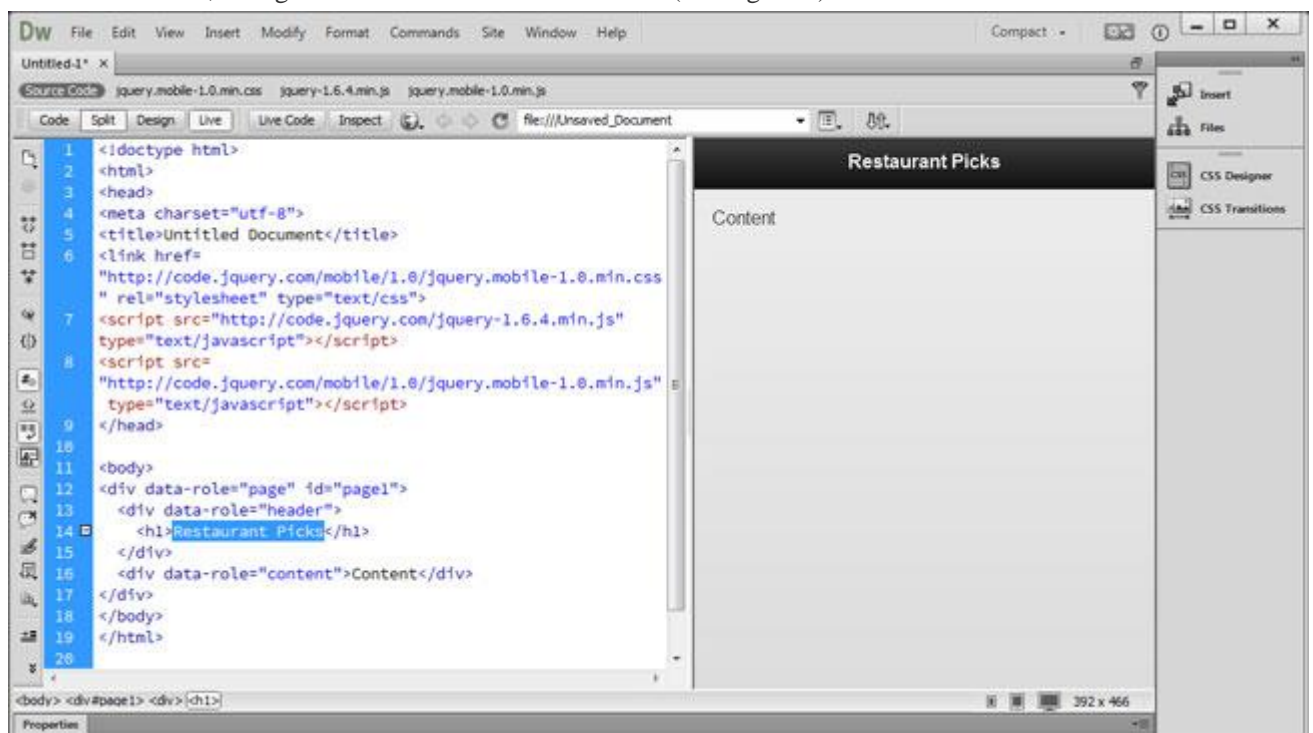 Dw File Edit View Insert Modify Format Commands Site Window Help Compact
Untitled-1* ×
Source Code jquery.mobile-1.0.min.css jquery-1.6.4.min.js jquery.mobile-1.0.min.js
Code Split Design Live Live Code Inspect file:///Unsaved_Document
1 <!doctype html>
2 <html>
3 <head>
4 <meta charset="utf-8">
5 <title>Untitled Document</title>
6 <link href=
"http://code.jquery.com/mobile/1.0/jquery.mobile-1.0.min.css
" rel="stylesheet" type="text/css">
7 <script src="http://code.jquery.com/jquery-1.6.4.min.js"
type="text/javascript"></script>
8 <script src=
"http://code.jquery.com/mobile/1.0/jquery.mobile-1.0.min.js"
type="text/javascript"></script>
9 </head>
10
11 <body>
12 <div data-role="page" id="page1">
13 <div data-role="header">
14 <h1>Restaurant Picks</h1>
15 </div>
16 <div data-role="content">Content</div>
17 </div>
18 </body>
19 </html>
20
Restaurant Picks
Content
Insert
Files
CSS Designer
CSS Transitions
<body> <div#page1> <div> <h1> 392 x 466
Properties